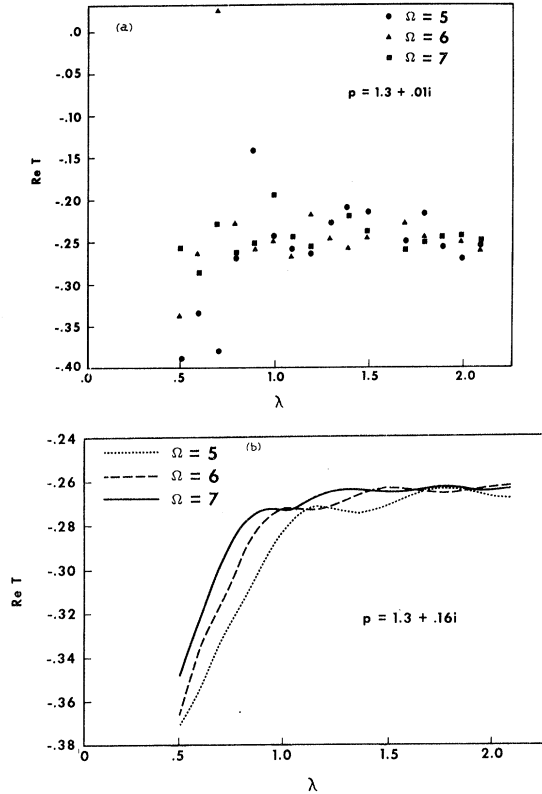 .0
(a)
● Ω = 5
▲ Ω = 6
■ Ω = 7
-.05
p = 1.3 + .01i
-.10
-.15
Re T
-.20
-.25
-.30
-.35
-.40
.0 .5 1.0 1.5 2.0
λ
-.24
Ω = 5 (b)
Ω = 6
-.26
Ω = 7
-.28
-.30
Re T
-.32
p = 1.3 + .16i
-.34
-.36
-.38
0 .5 1.0 1.5 2.0
λ